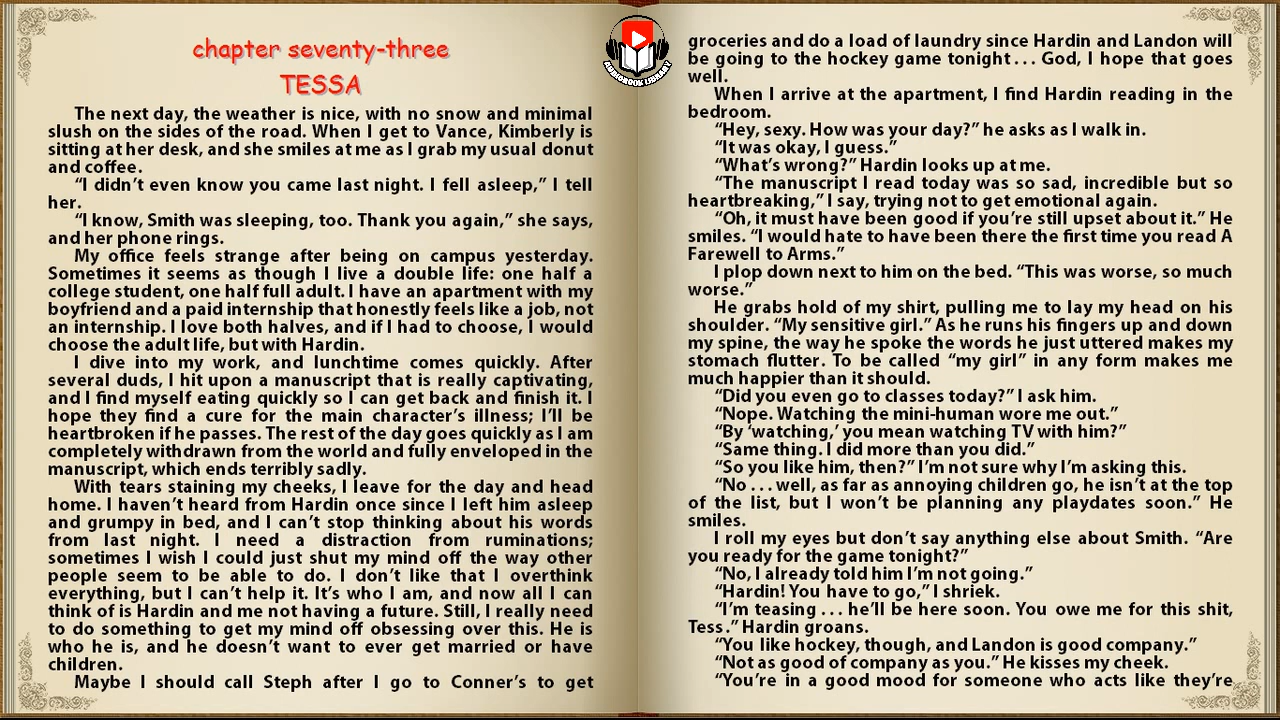 chapter seventy-three
TESSA
The next day, the weather is nice, with no snow and minimal
slush on the sides of the road. When I get to Vance, Kimberly is
sitting at her desk, and she smiles at me as I grab my usual donut
and coffee.
“I didn’t even know you came last night. I fell asleep,” I tell
her.
“I know, Smith was sleeping, too. Thank you again,” she says,
and her phone rings.
My office feels strange after being on campus yesterday.
Sometimes it seems as though I live a double life: one half a
college student, one half full adult. I have an apartment with my
boyfriend and a paid internship that honestly feels like a job, not
an internship. I love both halves, and if I had to choose, I would
choose the adult life, but with Hardin.
I dive into my work, and lunchtime comes quickly. After
several duds, I hit upon a manuscript that is really captivating,
and I find myself eating quickly so I can get back and finish it. I
hope they find a cure for the main character’s illness; I’ll be
heartbroken if he passes. The rest of the day goes quickly as I am
completely withdrawn from the world and fully enveloped in the
manuscript, which ends terribly sadly.
With tears staining my cheeks, I leave for the day and head
home. I haven’t heard from Hardin once since I left him asleep
and grumpy in bed, and I can’t stop thinking about his words
from last night. I need a distraction from ruminations;
sometimes I wish I could just shut my mind off the way other
people seem to be able to do. I don’t like that I overthink
everything, but I can’t help it. It’s who I am, and now all I can
think of is Hardin and me not having a future. Still, I really need
to do something to get my mind off obsessing over this. He is
who he is, and he doesn’t want to ever get married or have
children.
Maybe I should call Steph after I go to Conner’s to get
AUDIOBOOK LIBRARY
groceries and do a load of laundry since Hardin and Landon will
be going to the hockey game tonight . . . God, I hope that goes
well.
When I arrive at the apartment, I find Hardin reading in the
bedroom.
“Hey, sexy. How was your day?” he asks as I walk in.
“It was okay, I guess.”
“What’s wrong?” Hardin looks up at me.
“The manuscript I read today was so sad, incredible but so
heartbreaking,” I say, trying not to get emotional again.
“Oh, it must have been good if you’re still upset about it.” He
smiles. “I would hate to have been there the first time you read A
Farewell to Arms.”
I plop down next to him on the bed. “This was worse, so much
worse.”
He grabs hold of my shirt, pulling me to lay my head on his
shoulder. “My sensitive girl.” As he runs his fingers up and down
my spine, the way he spoke the words he just uttered makes my
stomach flutter. To be called “my girl” in any form makes me
much happier than it should.
“Did you even go to classes today?” I ask him.
“Nope. Watching the mini-human wore me out.”
“By ‘watching,’ you mean watching TV with him?”
“Same thing. I did more than you did.”
“So you like him, then?” I’m not sure why I’m asking this.
“No . . . well, as far as annoying children go, he isn’t at the top
of the list, but I won’t be planning any playdates soon.” He
smiles.
I roll my eyes but don’t say anything else about Smith. “Are
you ready for the game tonight?”
“No, I already told him I’m not going.”
“Hardin! You have to go,” I shriek.
“I’m teasing . . . he’ll be here soon. You owe me for this shit,
Tess.” Hardin groans.
“You like hockey, though, and Landon is good company.”
“Not as good of company as you.” He kisses my cheek.
“You’re in a good mood for someone who acts like they’re